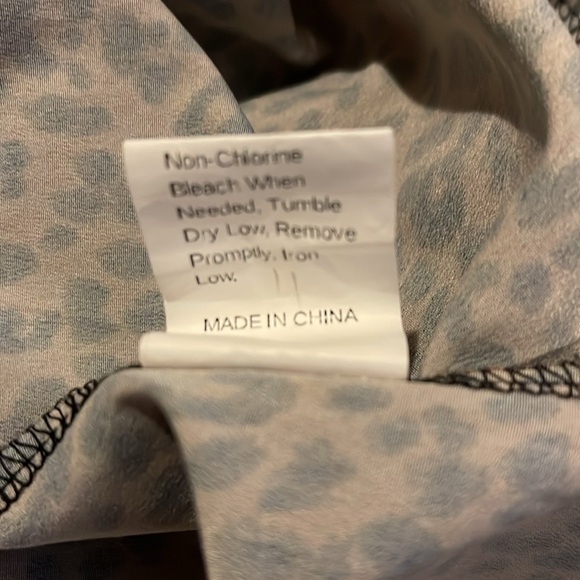 Non-Chlorine
Bleach When
Needed, Tumble
Dry Low, Remove
Promptly. Iron
Low.
MADE IN CHINA